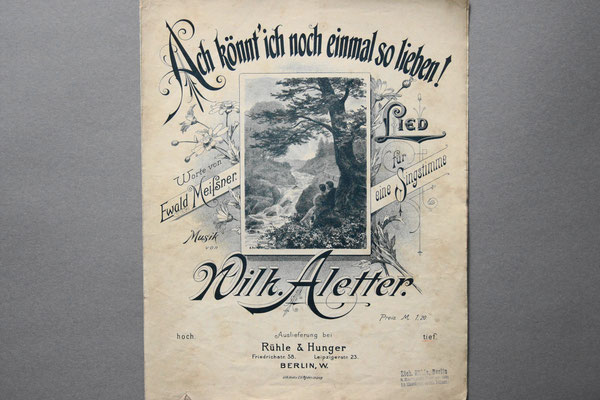 Ach könnt' ich noch einmal so lieben!
Lied
für
eine Singstimme
Worte von
Ewald Meißner.
Musik
von
Wilh. Aletter.
Preis M. 1,20
hoch.
Auslieferung bei
tief.
Rühle & Hunger
Friedrichstr. 58. Leipzigerstr. 23.
BERLIN, W.
Berlin